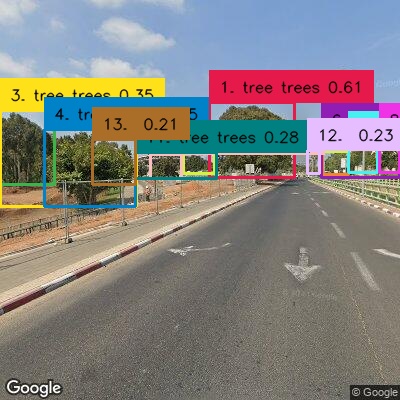 1. tree trees 0.61
3. tree trees 0.35
4.
13. 0.21
tree trees 0.28
12. 0.23
Google
© Google